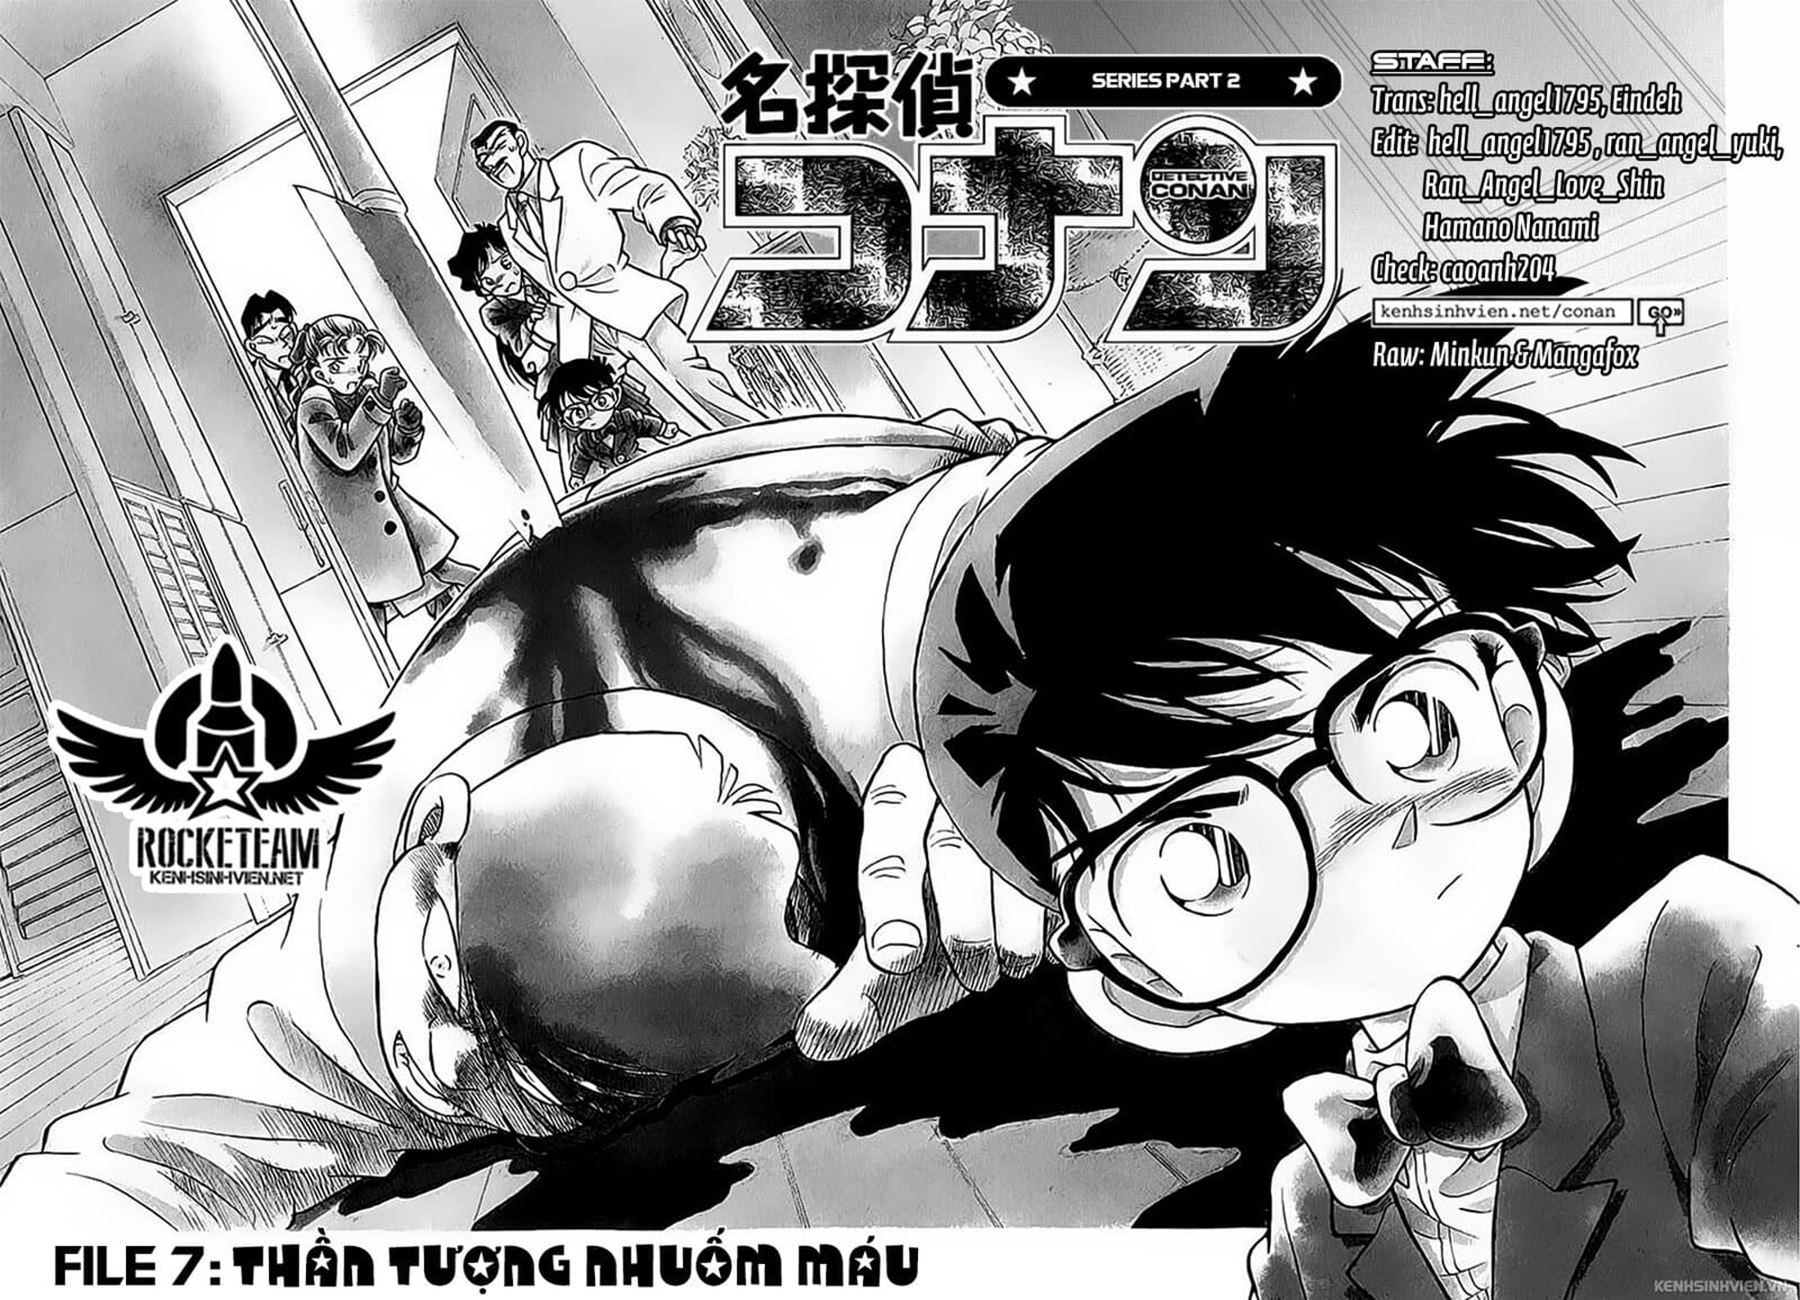 名探偵
★ SERIES PART 2 ★
コナン
DETECTIVE
CONAN
STAFF:
Trans: hell_angel1795, Eindeh
Edit: hell_angel1795 , ran_angel_yuki,
Ran_Angel_Love_Shin
Hamano Nanami
Check: caoanh204
kenhsinhvien.net/conan GO»
Raw: Minkun & Mangafox
ROCKETEAM
KENHSINHVIEN.NET
FILE 7: THẦN TƯỢNG NHUỐM MÁU
KENHSINHVIEN.VN